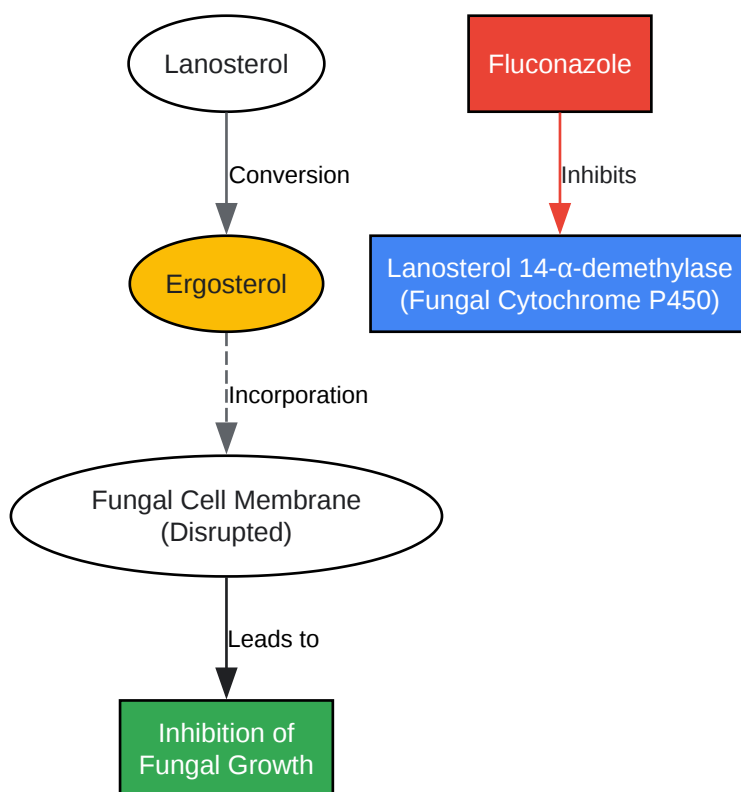 Lanosterol
Fluconazole
Conversion
Inhibits
Ergosterol
Lanosterol 14-α-demethylase
(Fungal Cytochrome P450)
Incorporation
Fungal Cell Membrane
(Disrupted)
Leads to
Inhibition of
Fungal Growth